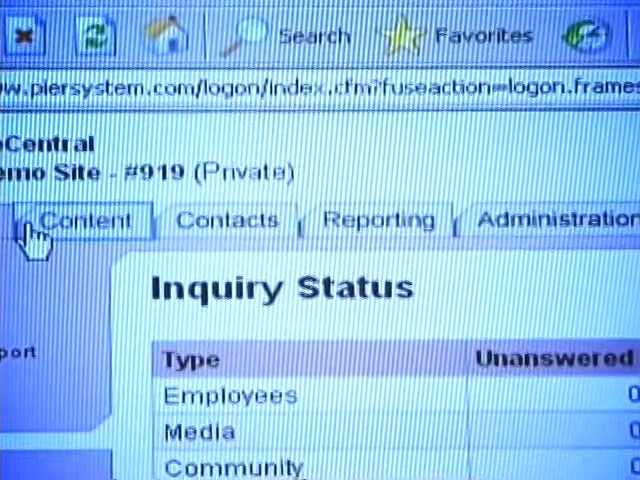 Search Favorites
w.piersystem.com/logon/index.cfm?fuseaction=logon.frames
Central
emo Site - #919 (Private)
Content Contacts Reporting Administration
Inquiry Status
port
Type Unanswered
Employees 0
Media 0
Community 0